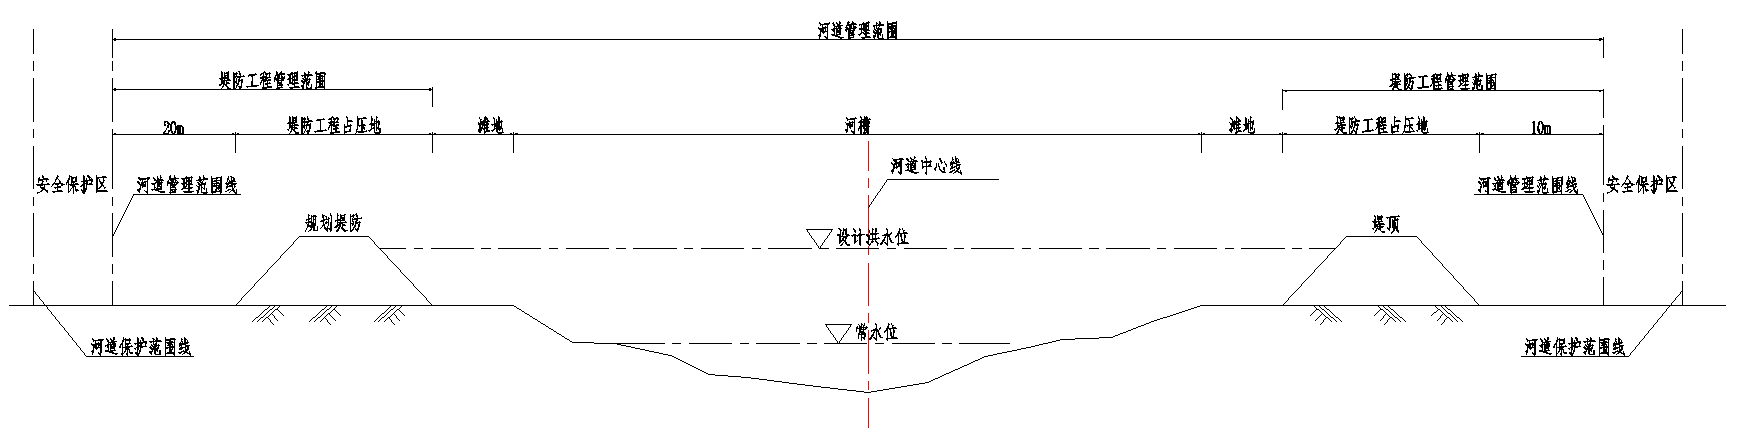 河道管理范围
堤防工程管理范围
堤防工程管理范围
20m
堤防工程占压地
滩地
河槽
滩地
堤防工程占压地
10m
河道中心线
安全保护区
河道管理范围线
河道管理范围线
安全保护区
规划堤防
设计洪水位
堤顶
常水位
河道保护范围线
河道保护范围线